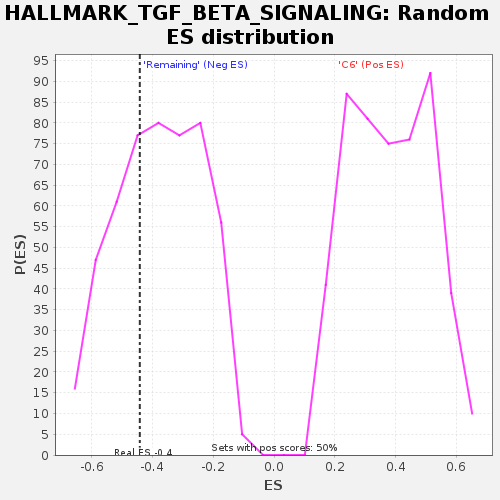 HALLMARK_TGF_BETA_SIGNALING: Random
ES distribution
'Remaining' (Neg ES)
'C6' (Pos ES)
95
90
85
80
75
70
65
60
55
50
45
40
35
30
25
20
15
10
5
0
P(ES)
Real ES -0.4
Sets with pos scores: 50%
-0.6 -0.4 -0.2 0.0 0.2 0.4 0.6
ES